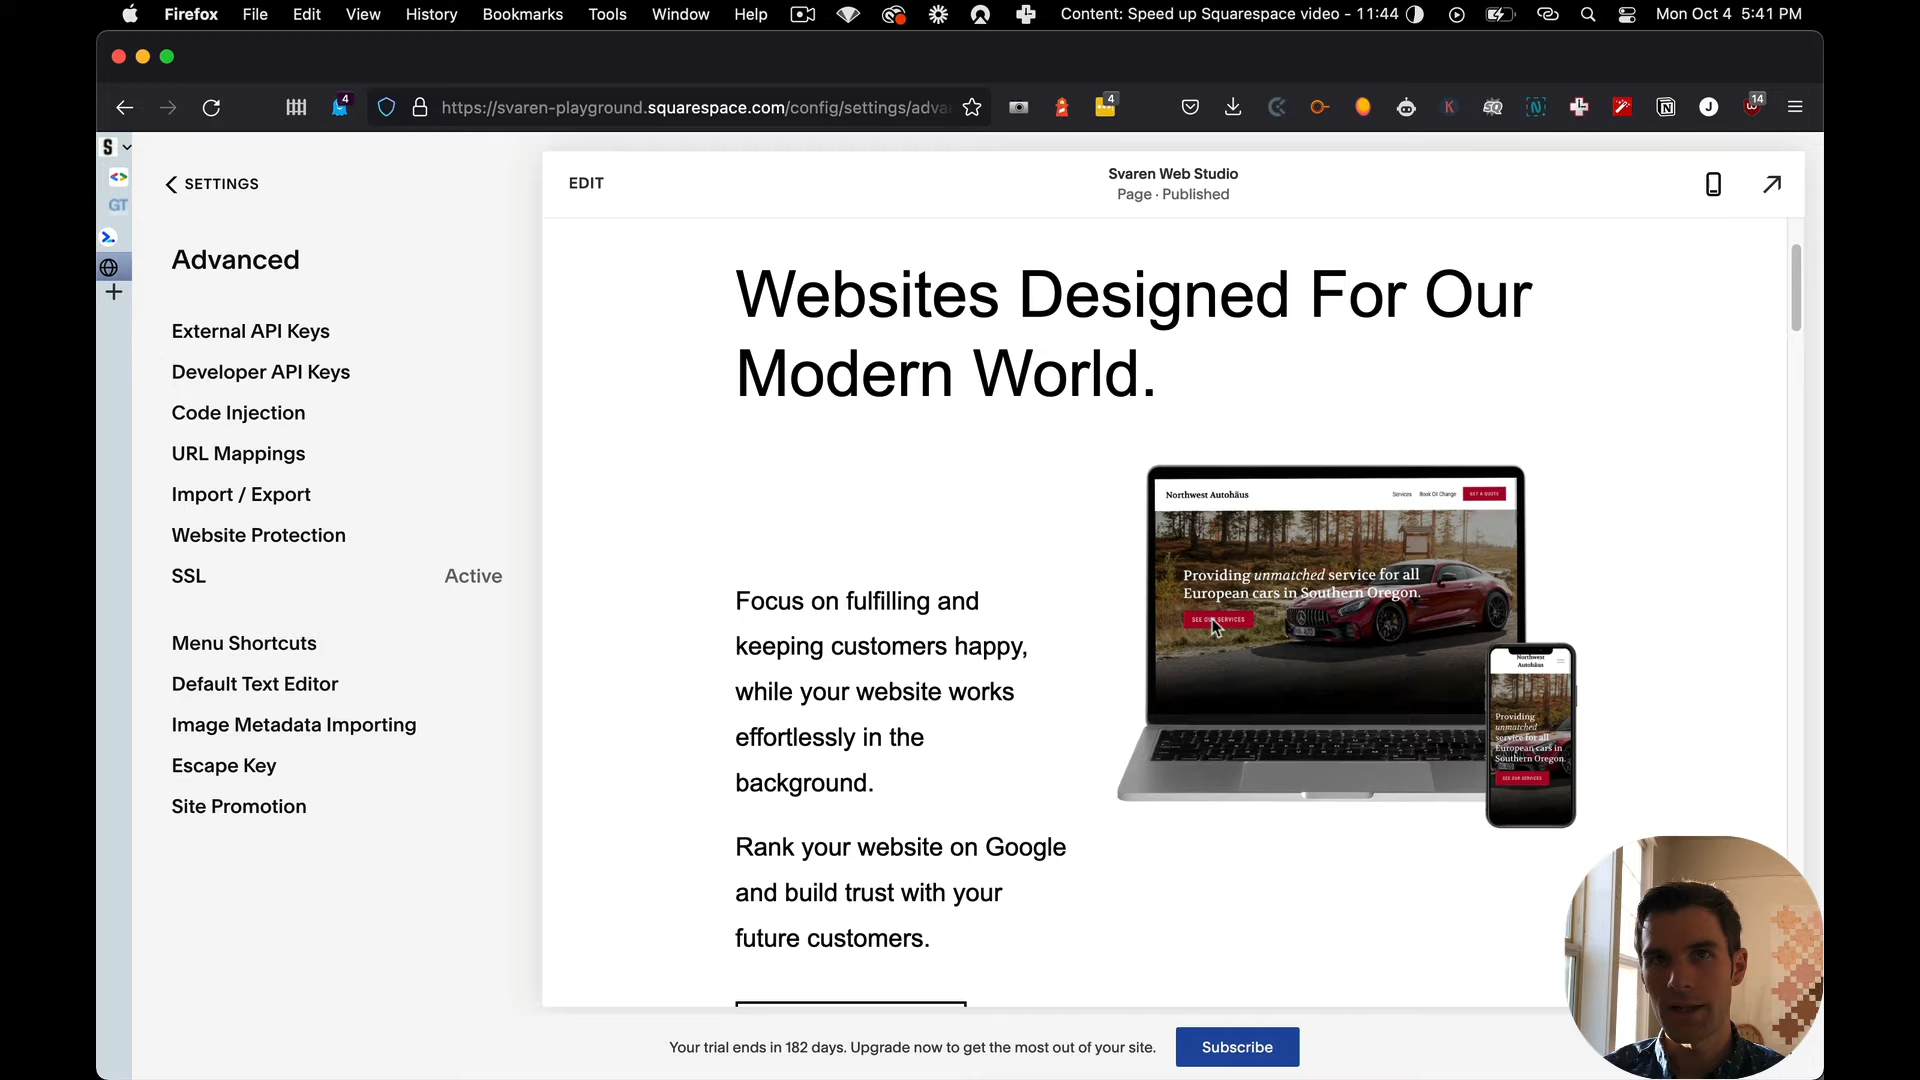 Firefox File Edit View History Bookmarks Tools Window Help Content: Speed up Squarespace video - 11:44 Mon Oct 4 5:41 PM
4 https://svaren-playground.squarespace.com/config/settings/adva 4 14
S
GT
SETTINGS
Advanced
External API Keys
Developer API Keys
Code Injection
URL Mappings
Import / Export
Website Protection
SSL Active
Menu Shortcuts
Default Text Editor
Image Metadata Importing
Escape Key
Site Promotion
EDIT
Svaren Web Studio
Page · Published
Websites Designed For Our
Modern World.
Focus on fulfilling and
keeping customers happy,
while your website works
effortlessly in the
background.
Rank your website on Google
and build trust with your
future customers.
Northwest Autohäus Services Book Oil Change GET A QUOTE
Providing unmatched service for all
European cars in Southern Oregon.
SEE OUR SERVICES
Northwest
Autohäus
Providing
unmatched
service for all
European cars in
Southern Oregon.
SEE OUR SERVICES
Your trial ends in 182 days. Upgrade now to get the most out of your site. Subscribe